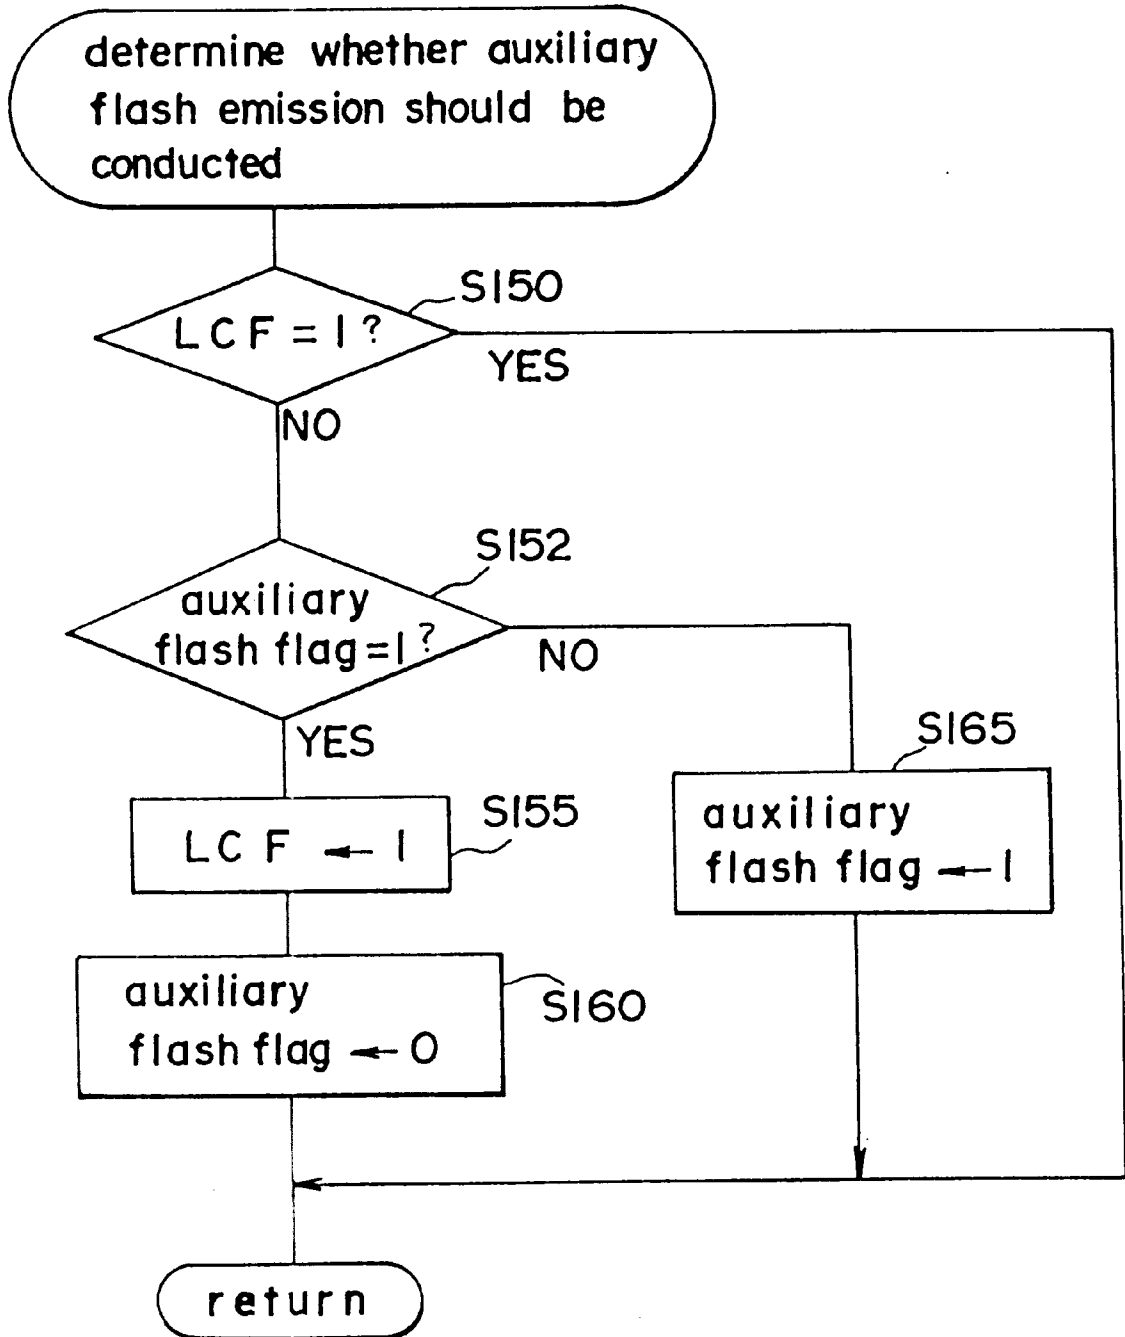 determine whether auxiliary
flash emission should be
conducted
S150
LCF = 1?
YES
NO
S152
auxiliary
flash flag=1?
NO
YES
S165
S155
auxiliary
flash flag ← 1
LCF ← 1
auxiliary
flash flag ← 0
S160
return